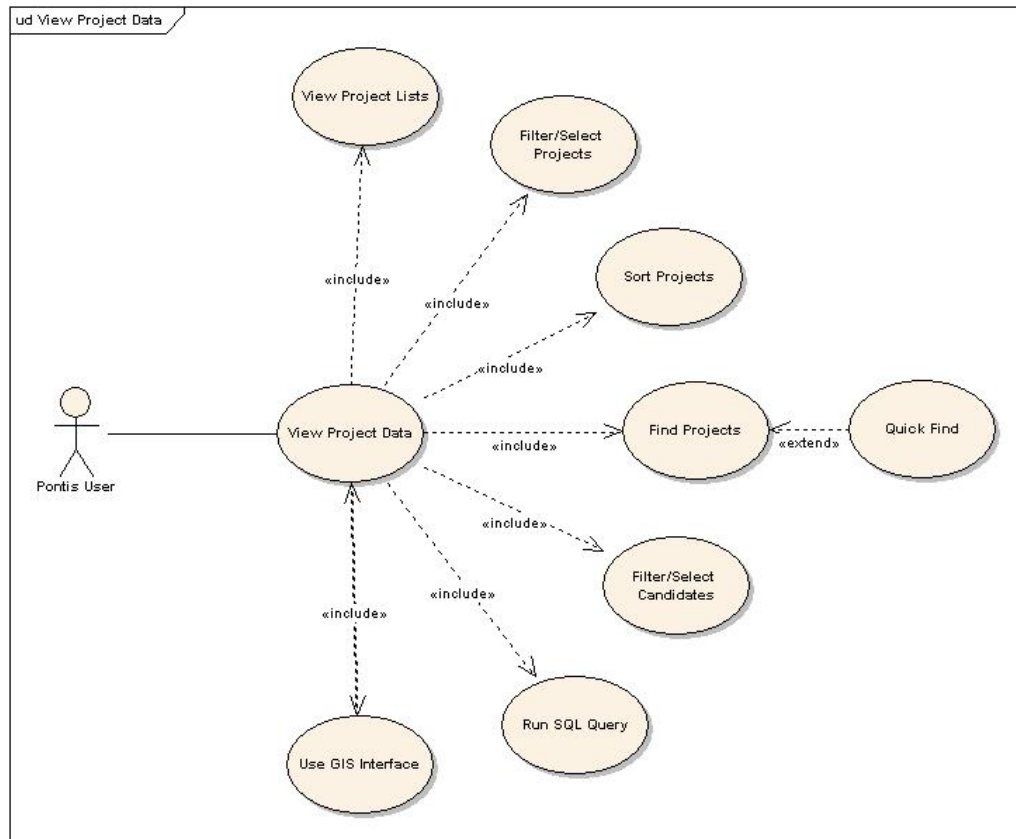 ud View Project Data
View Project Lists
Filter/Select
Projects
«include»
«include»
Sort Projects
«include»
View Project Data
«include»
Find Projects
«extend»
Quick Find
Pontis User
«include»
Filter/Select
Candidates
«include»
«include»
Run SQL Query
Use GIS Interface